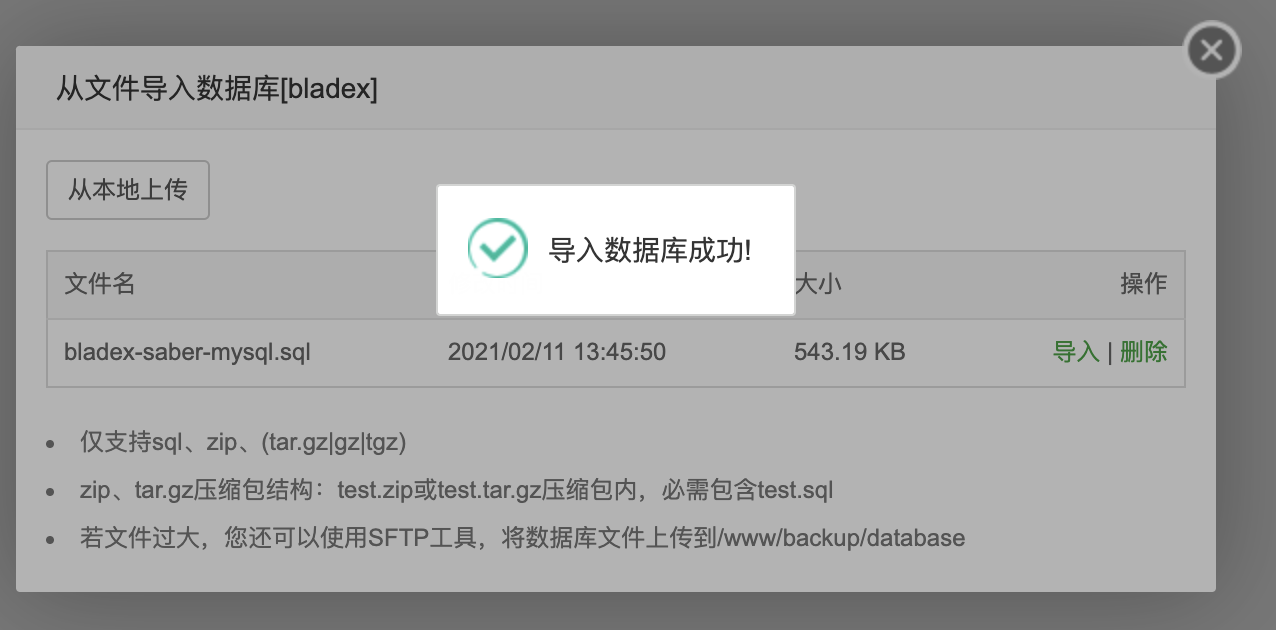 从文件导入数据库[bladex]
从本地上传
导入数据库成功!
文件名 大小 操作
bladex-saber-mysql.sql 2021/02/11 13:45:50 543.19 KB 导入 | 删除
仅支持sql、zip、(tar.gz|gz|tgz)
zip、tar.gz压缩包结构：test.zip或test.tar.gz压缩包内，必需包含test.sql
若文件过大，您还可以使用SFTP工具，将数据库文件上传到/www/backup/database